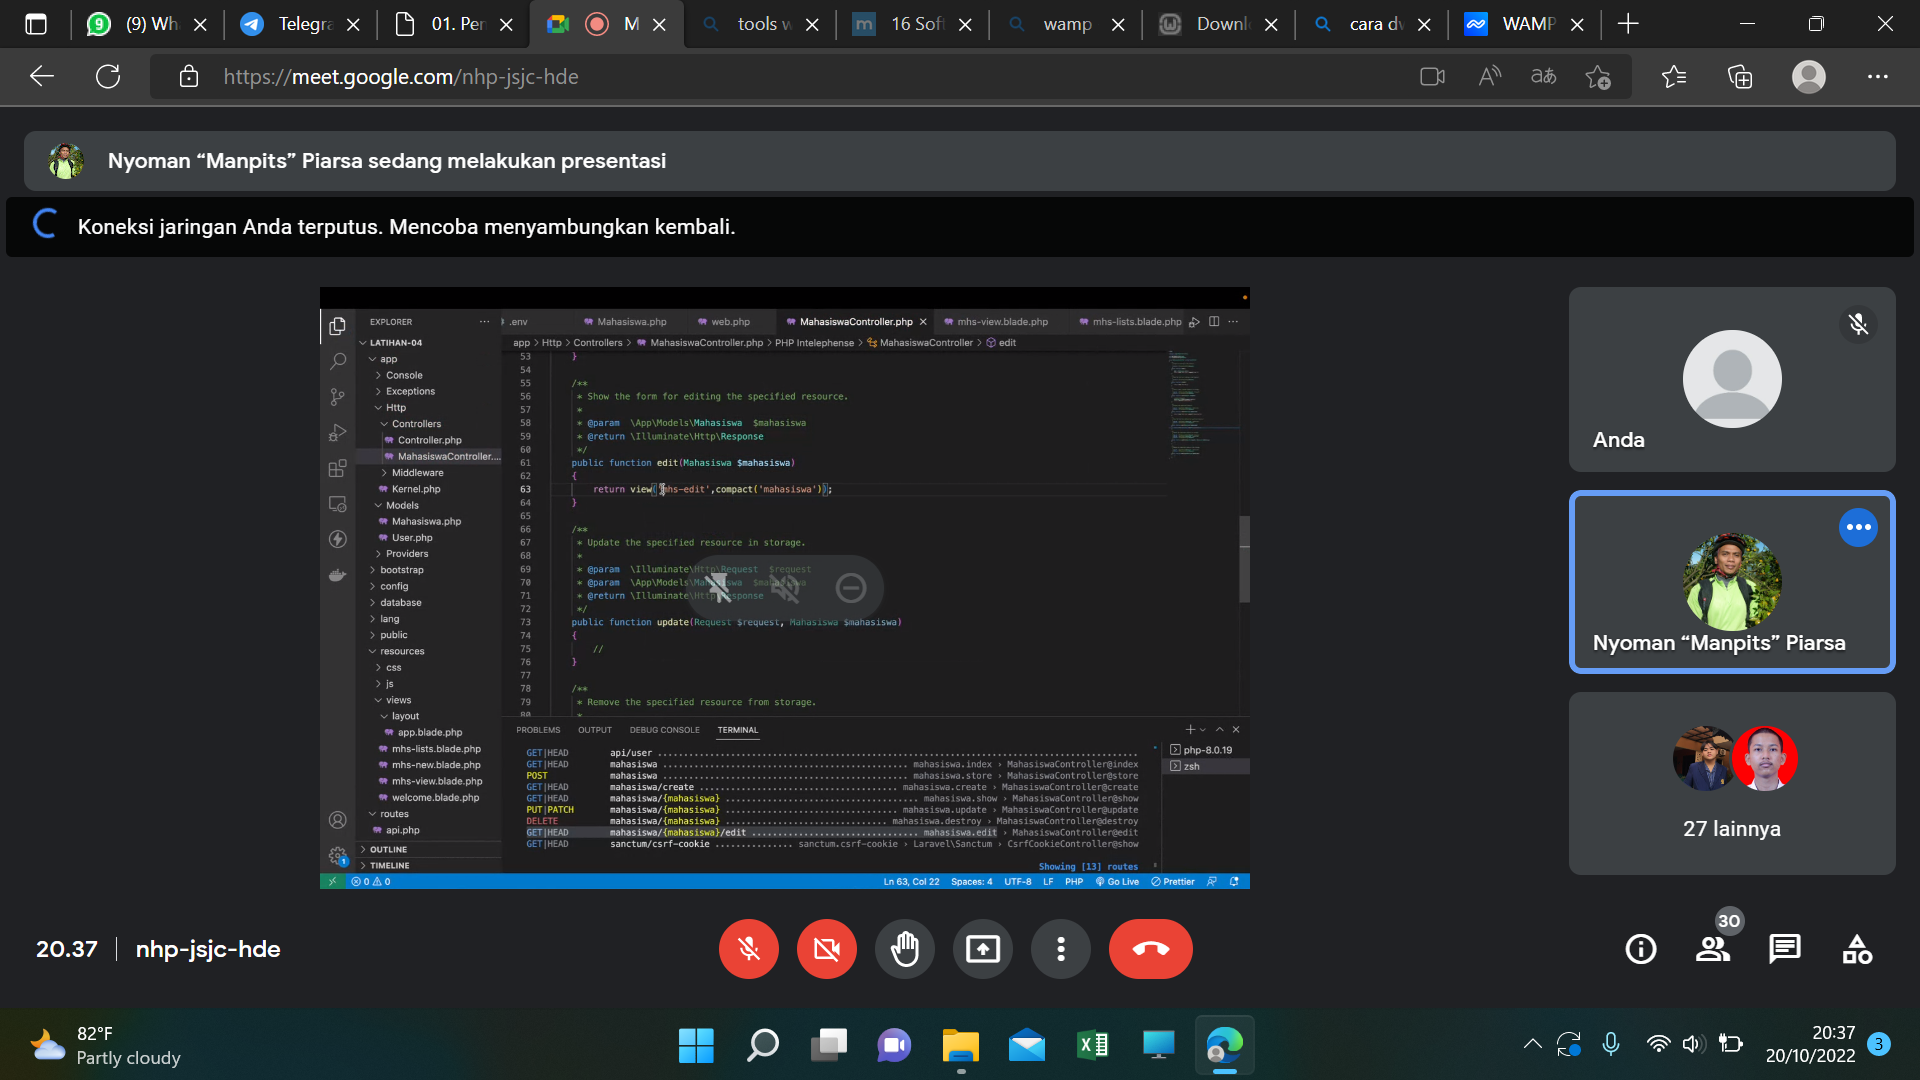 (9) Wh
Telegra
01. Per
M
tools w
16 Sof
wamp
Downl
cara d
WAMP
https://meet.google.com/nhp-jsjc-hde
Nyoman “Manpits” Piarsa sedang melakukan presentasi
Koneksi jaringan Anda terputus. Mencoba menyambungkan kembali.
EXPLORER
LATIHAN-04
app
Console
Exceptions
Http
Controllers
Controller.php
MahasiswaController....
Middleware
Kernel.php
Models
Mahasiswa.php
User.php
Providers
bootstrap
config
database
lang
public
resources
css
js
views
layout
app.blade.php
mhs-lists.blade.php
mhs-new.blade.php
mhs-view.blade.php
welcome.blade.php
routes
api.php
OUTLINE
TIMELINE
.env
Mahasiswa.php
web.php
MahasiswaController.php
mhs-view.blade.php
mhs-lists.blade.php
app > Http > Controllers > MahasiswaController.php > PHP Intelephense > MahasiswaController > edit
53 }
54
55 /**
56 * Show the form for editing the specified resource.
57 *
58 * @param \App\Models\Mahasiswa $mahasiswa
59 * @return \Illuminate\Http\Response
60 */
61 public function edit(Mahasiswa $mahasiswa)
62 {
63 return view('mhs-edit',compact('mahasiswa'));
64 }
65
66 /**
67 * Update the specified resource in storage.
68 *
69 * @param \Illuminate\Http\Request $request
70 * @param \App\Models\Mahasiswa $mahasiswa
71 * @return \Illuminate\Http\Response
72 */
73 public function update(Request $request, Mahasiswa $mahasiswa)
74 {
75 //
76 }
77
78 /**
79 * Remove the specified resource from storage.
80 *
PROBLEMS OUTPUT DEBUG CONSOLE TERMINAL
GET|HEAD api/user
GET|HEAD mahasiswa mahasiswa.index › MahasiswaController@index
POST mahasiswa mahasiswa.store › MahasiswaController@store
GET|HEAD mahasiswa/create mahasiswa.create › MahasiswaController@create
GET|HEAD mahasiswa/{mahasiswa} mahasiswa.show › MahasiswaController@show
PUT|PATCH mahasiswa/{mahasiswa} mahasiswa.update › MahasiswaController@update
DELETE mahasiswa/{mahasiswa} mahasiswa.destroy › MahasiswaController@destroy
GET|HEAD mahasiswa/{mahasiswa}/edit mahasiswa.edit › MahasiswaController@edit
GET|HEAD sanctum/csrf-cookie sanctum.csrf-cookie › Laravel\Sanctum › CsrfCookieController@show
Showing [13] routes
php-8.0.19
zsh
0 0
Ln 63, Col 22 Spaces: 4 UTF-8 LF PHP Go Live Prettier
Anda
Nyoman “Manpits” Piarsa
27 lainnya
20.37 nhp-jsjc-hde
30
82°F
Partly cloudy
20:37
20/10/2022
3